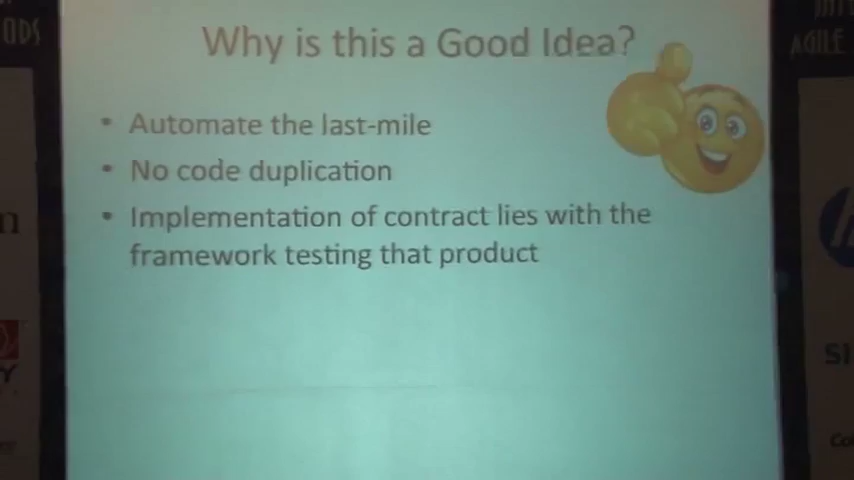 Why is this a Good Idea?
• Automate the last-mile
• No code duplication
• Implementation of contract lies with the
framework testing that product
AGILE